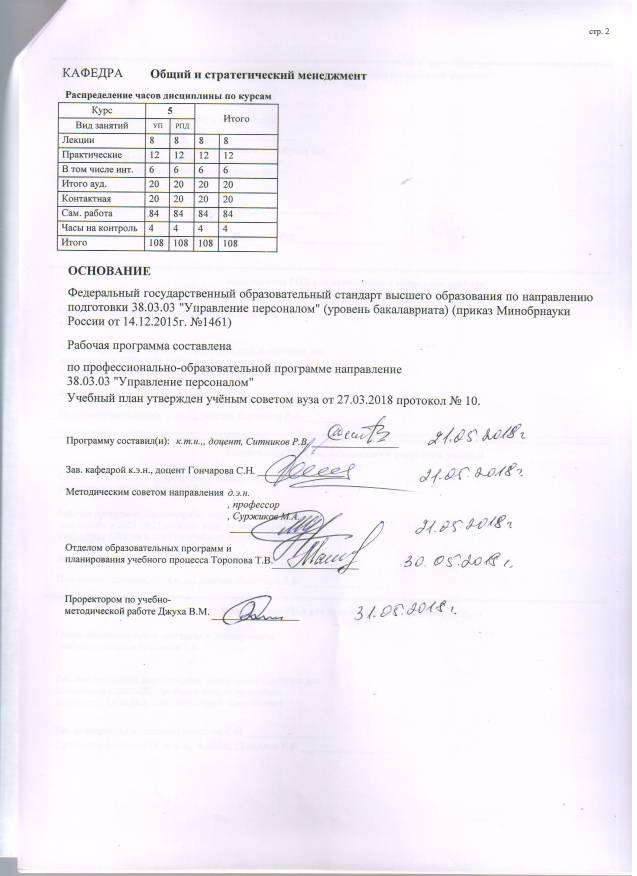 стр. 2
КАФЕДРА Общий и стратегический менеджмент
Распределение часов дисциплины по курсам
Курс 5 Итого
Вид занятий УП РПД
Лекции 8 8 8 8
Практические 12 12 12 12
В том числе инт. 6 6 6 6
Итого ауд. 20 20 20 20
Контактная 20 20 20 20
Сам. работа 84 84 84 84
Часы на контроль 4 4 4 4
Итого 108 108 108 108
ОСНОВАНИЕ
Федеральный государственный образовательный стандарт высшего образования по направлению
подготовки 38.03.03 "Управление персоналом" (уровень бакалавриата) (приказ Минобрнауки
России от 14.12.2015г. №1461)
Рабочая программа составлена
по профессионально-образовательной программе направление
38.03.03 "Управление персоналом"
Учебный план утвержден учёным советом вуза от 27.03.2018 протокол № 10.
Программу составил(и): к.т.н.,, доцент, Ситников Р.В. 21.05.2018г
Зав. кафедрой к.э.н., доцент Гончарова С.Н. 21.05.2018г
Методическим советом направления д.э.н.
, профессор
, Суржиков М.А. 21.05.2018г
Отделом образовательных программ и
планирования учебного процесса Торопова Т.В. 30.05.2018г.
Проректором по учебно-
методической работе Джуха В.М. 31.05.2018г.